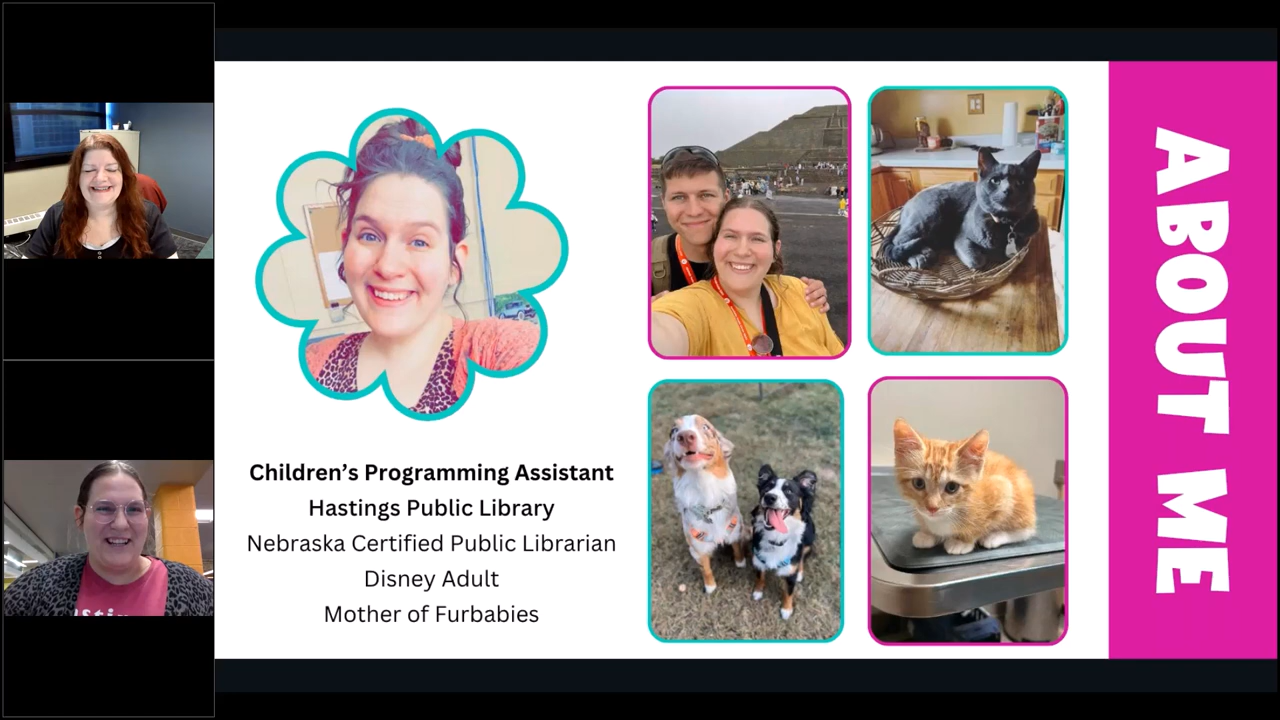 Children's Programming Assistant
Hastings Public Library
Nebraska Certified Public Librarian
Disney Adult
Mother of Furbabies
ABOUT ME